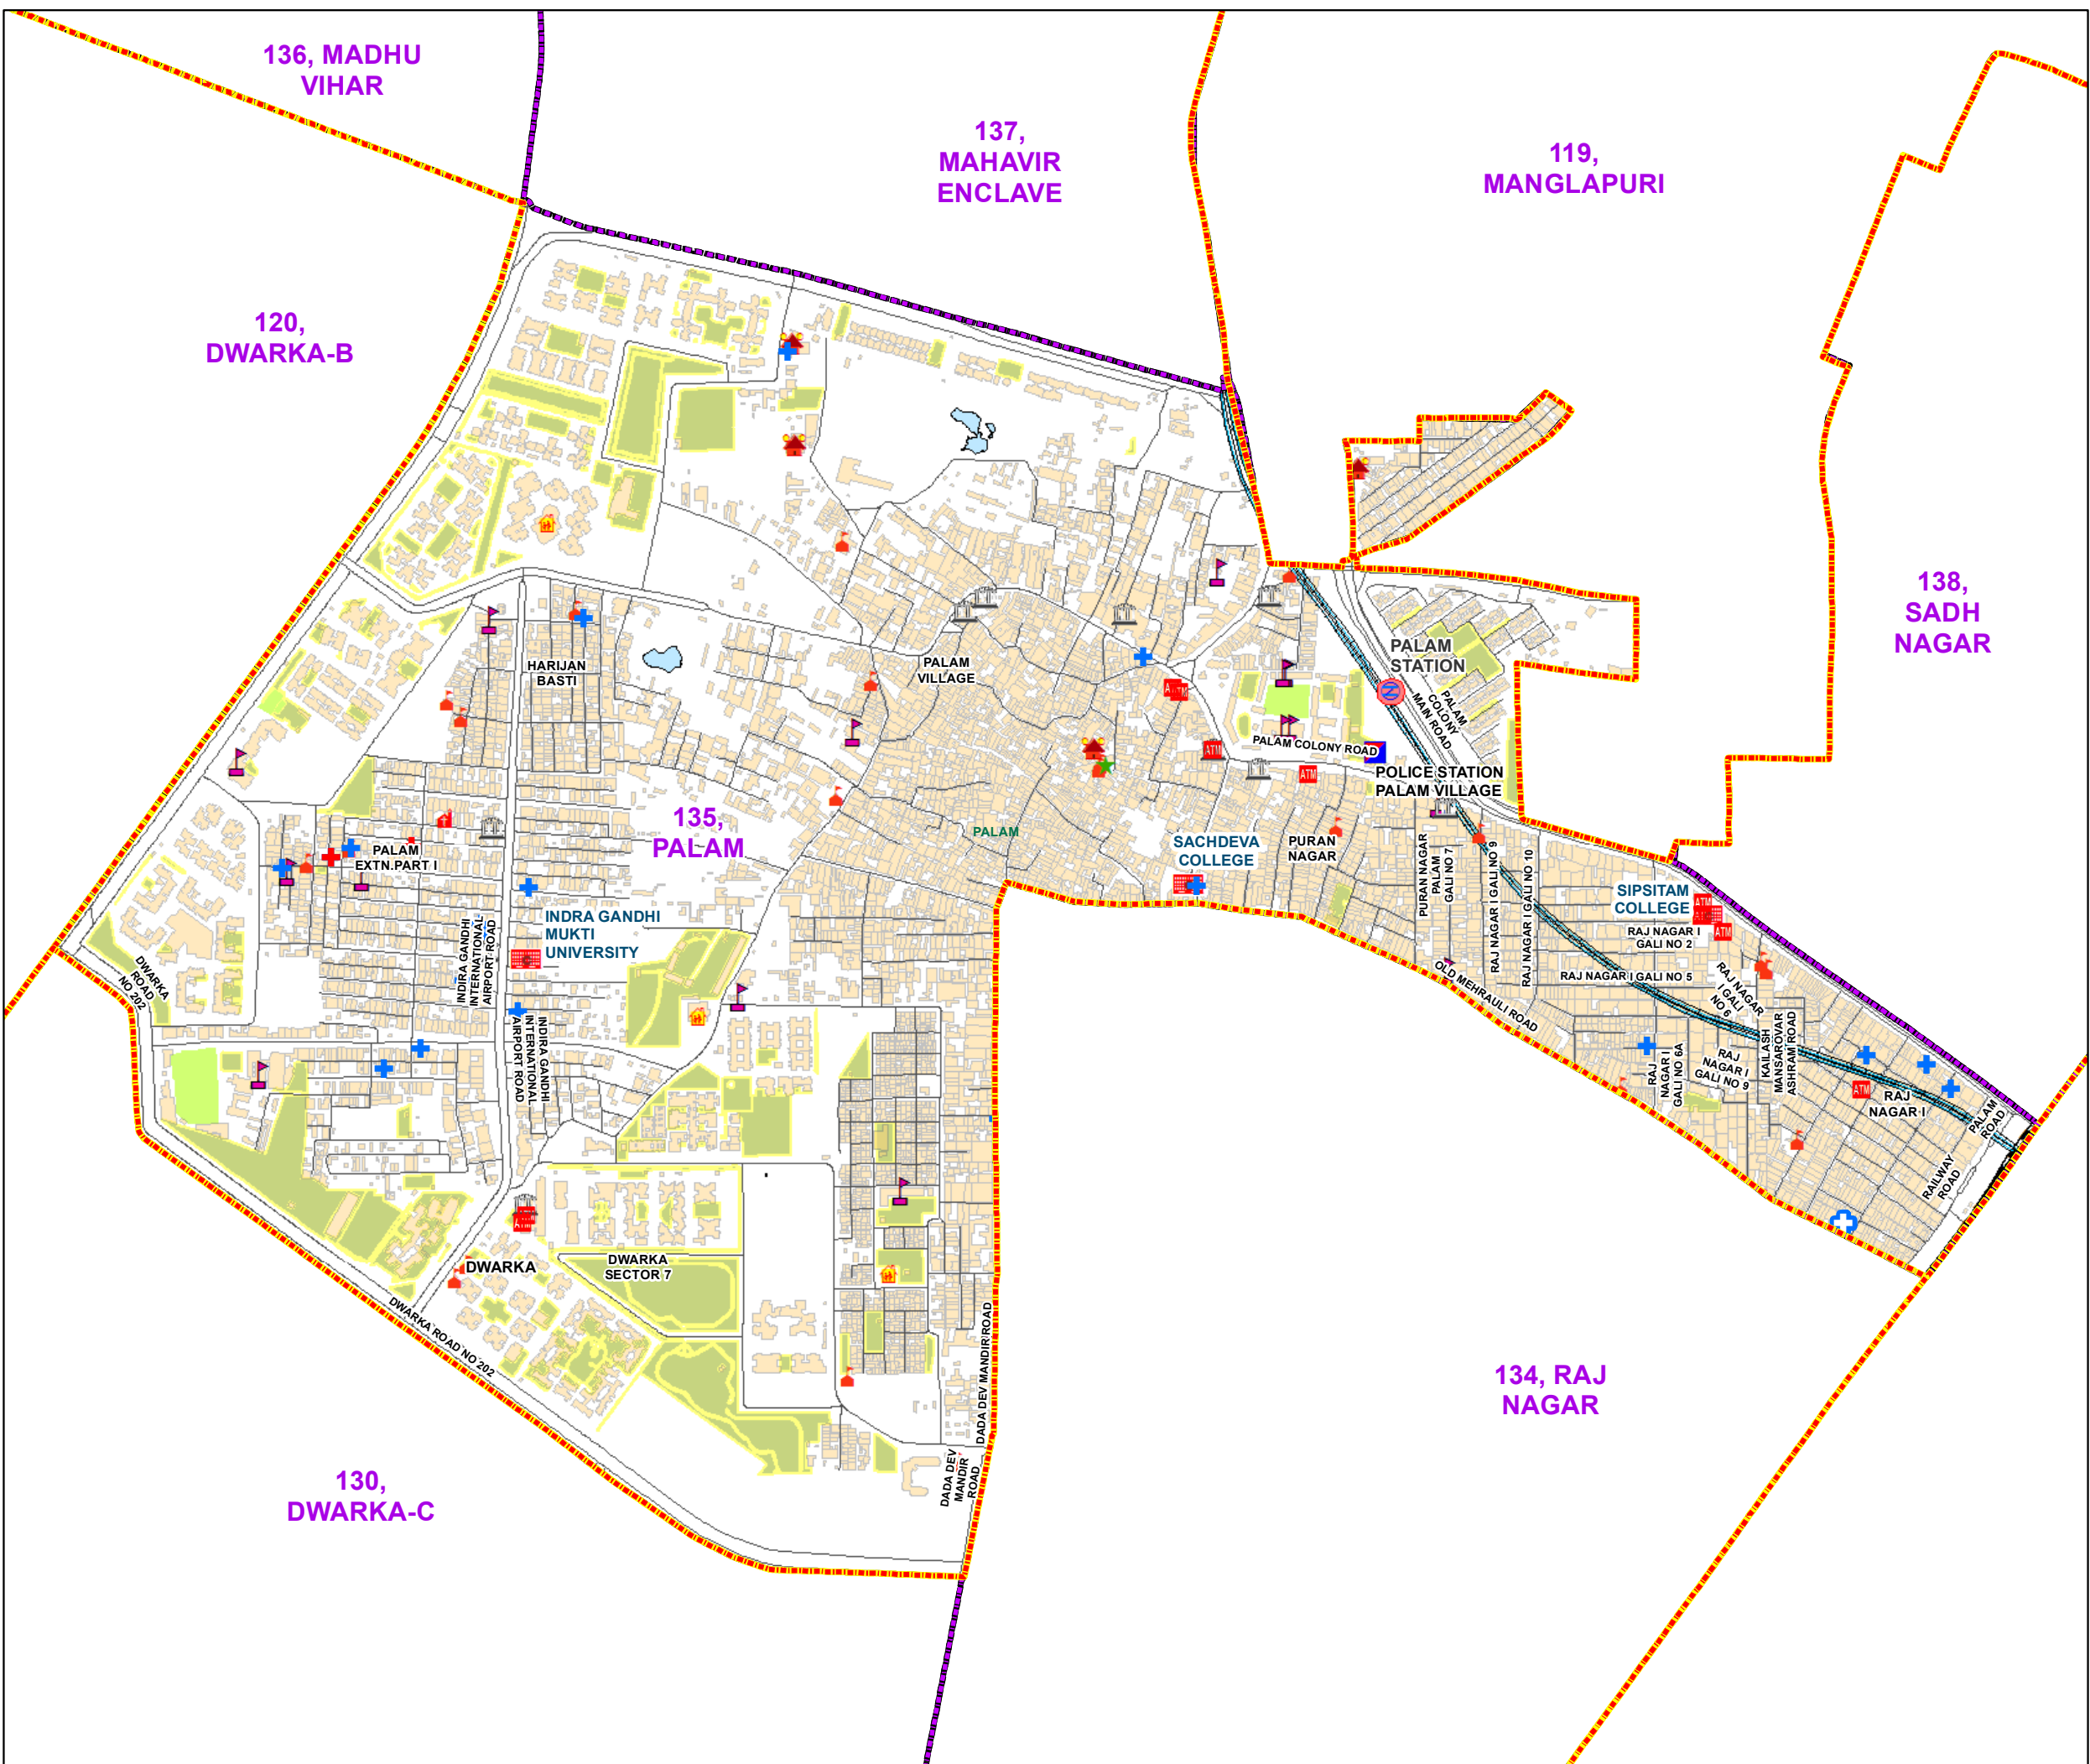 136, MADHU
VIHAR
137,
MAHAVIR
ENCLAVE
119,
MANGLAPURI
120,
DWARKA-B
138,
SADH
NAGAR
HARIJAN
BASTI
PALAM
VILLAGE
PALAM
STATION
PALAM
COLONY
MAIN ROAD
ATM
ATM
PALAM COLONY ROAD
ATM
POLICE STATION
PALAM VILLAGE
135,
PALAM
PALAM
SACHDEVA
COLLEGE
PURAN
NAGAR
PURAN NAGAR
PALAM
GALI NO 7
RAJ NAGAR I GALI NO 9
RAJ NAGAR I GALI NO 10
PALAM
EXTN.PART I
SIPSITAM
COLLEGE
ATM
ATM
RAJ NAGAR I
GALI NO 2
RAJ NAGAR I GALI NO 5
RAJ NAGAR
I GALI
NO 6
INDRA GANDHI
MUKTI
UNIVERSITY
INDIRA GANDHI
INTERNATIONAL
AIRPORT ROAD
INDIRA GANDHI
INTERNATIONAL
AIRPORT ROAD
DWARKA
ROAD
NO 202
OLD MEHRAULI ROAD
RAJ
NAGAR I
GALI NO 6A
RAJ
NAGAR I
GALI NO 9
KAILASH
MANSAROVAR
ASHRAM ROAD
ATM
RAJ
NAGAR I
PALAM
ROAD
RAILWAY
ROAD
ATM
DWARKA
DWARKA
SECTOR 7
DWARKA ROAD NO 202
DADA DEV MANDIR ROAD
DADA DEV
MANDIR
ROAD
134, RAJ
NAGAR
130,
DWARKA-C